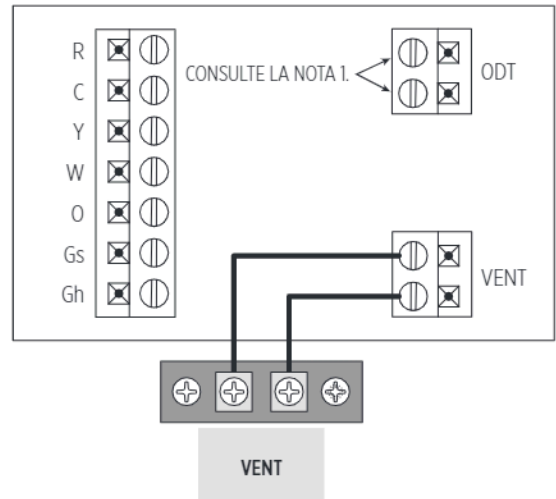 R
C
Y
W
O
Gs
Gh
CONSULTE LA NOTA 1.
ODT
VENT
VENT